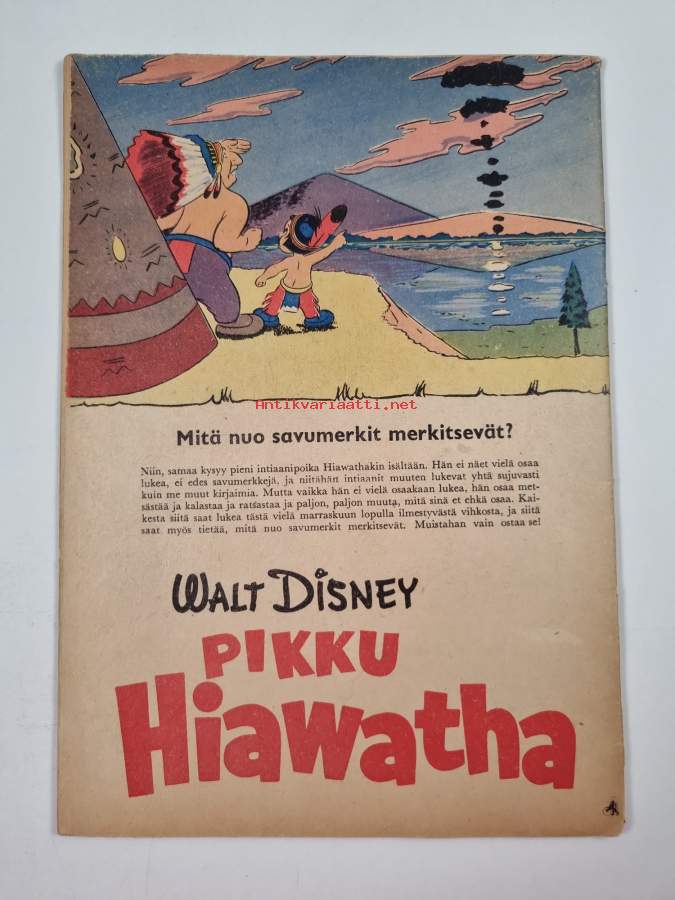 Antikvariaatti.net
Mitä nuo savumerkit merkitsevät?
Niin, samaa kysyy pieni intiaanipoika Hiawathakin isältään. Hän ei näet vielä osaa
lukea, ei edes savumerkkejä, ja niitähän intiaanit muuten lukevat yhtä sujuvasti
kuin me muut kirjaimia. Mutta vaikka hän ei vielä osaakaan lukea, hän osaa met-
sästää ja kalastaa ja ratsastaa ja paljon, paljon muuta, mitä sinä et ehkä osaa. Kai-
kesta siitä saat lukea tästä vielä marraskuun lopulla ilmestyvästä vihkosta, ja siitä
saat myös tietää, mitä nuo savumerkit merkitsevät. Muistahan vain ostaa se!
WALT DISNEY
PIKKU
Hiawatha